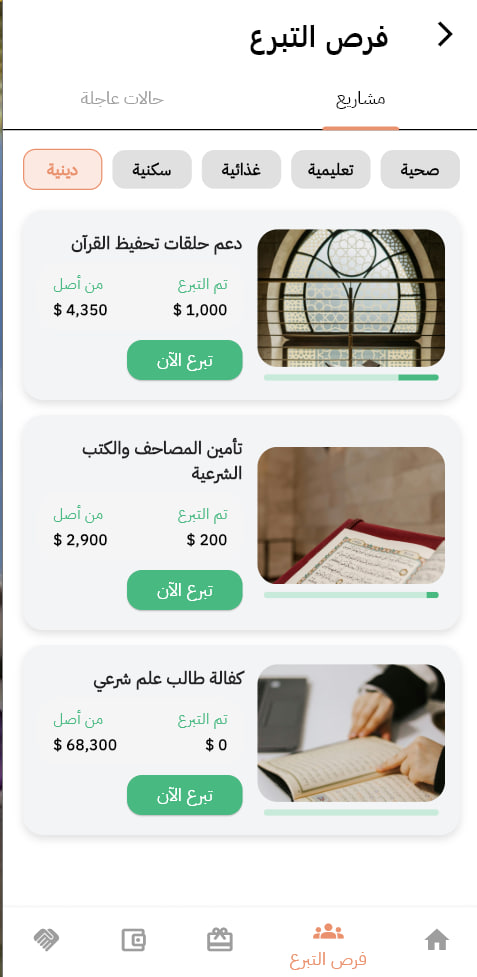 فرص التبرع
مشاريع
حالات عاجلة
صحية
تعليمية
غذائية
سكنية
دينية
دعم حلقات تحفيظ القرآن
تم التبرع
من أصل
$ 1,000
$ 4,350
تبرع الآن
تأمين المصاحف والكتب
الشرعية
تم التبرع
من أصل
$ 200
$ 2,900
تبرع الآن
كفالة طالب علم شرعي
تم التبرع
من أصل
$ 0
$ 68,300
تبرع الآن
فرص التبرع